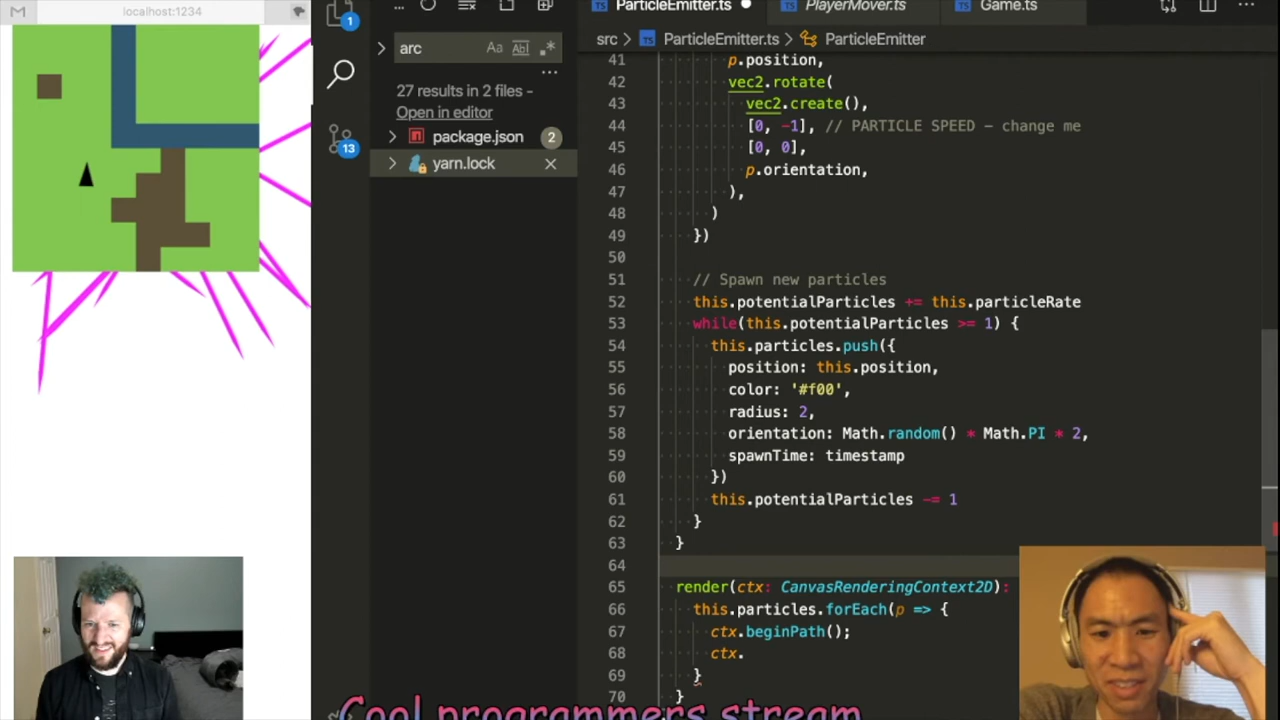 localhost:1234
1
13
arc
Aa Abl .*
27 results in 2 files -
Open in editor
package.json 2
yarn.lock
ParticleEmitter.ts
PlayerMover.ts
Game.ts
src > ParticleEmitter.ts > ParticleEmitter
41 p.position,
42 vec2.rotate(
43 vec2.create(),
44 [0, -1], // PARTICLE SPEED - change me
45 [0, 0],
46 p.orientation,
47 ),
48 )
49 })
50
51 // Spawn new particles
52 this.potentialParticles += this.particleRate
53 while(this.potentialParticles >= 1) {
54 this.particles.push({
55 position: this.position,
56 color: '#f00',
57 radius: 2,
58 orientation: Math.random() * Math.PI * 2,
59 spawnTime: timestamp
60 })
61 this.potentialParticles -= 1
62 }
63 }
64
65 render(ctx: CanvasRenderingContext2D):
66 this.particles.forEach(p => {
67 ctx.beginPath();
68 ctx.
69 }
70 }
Cool programmers stream